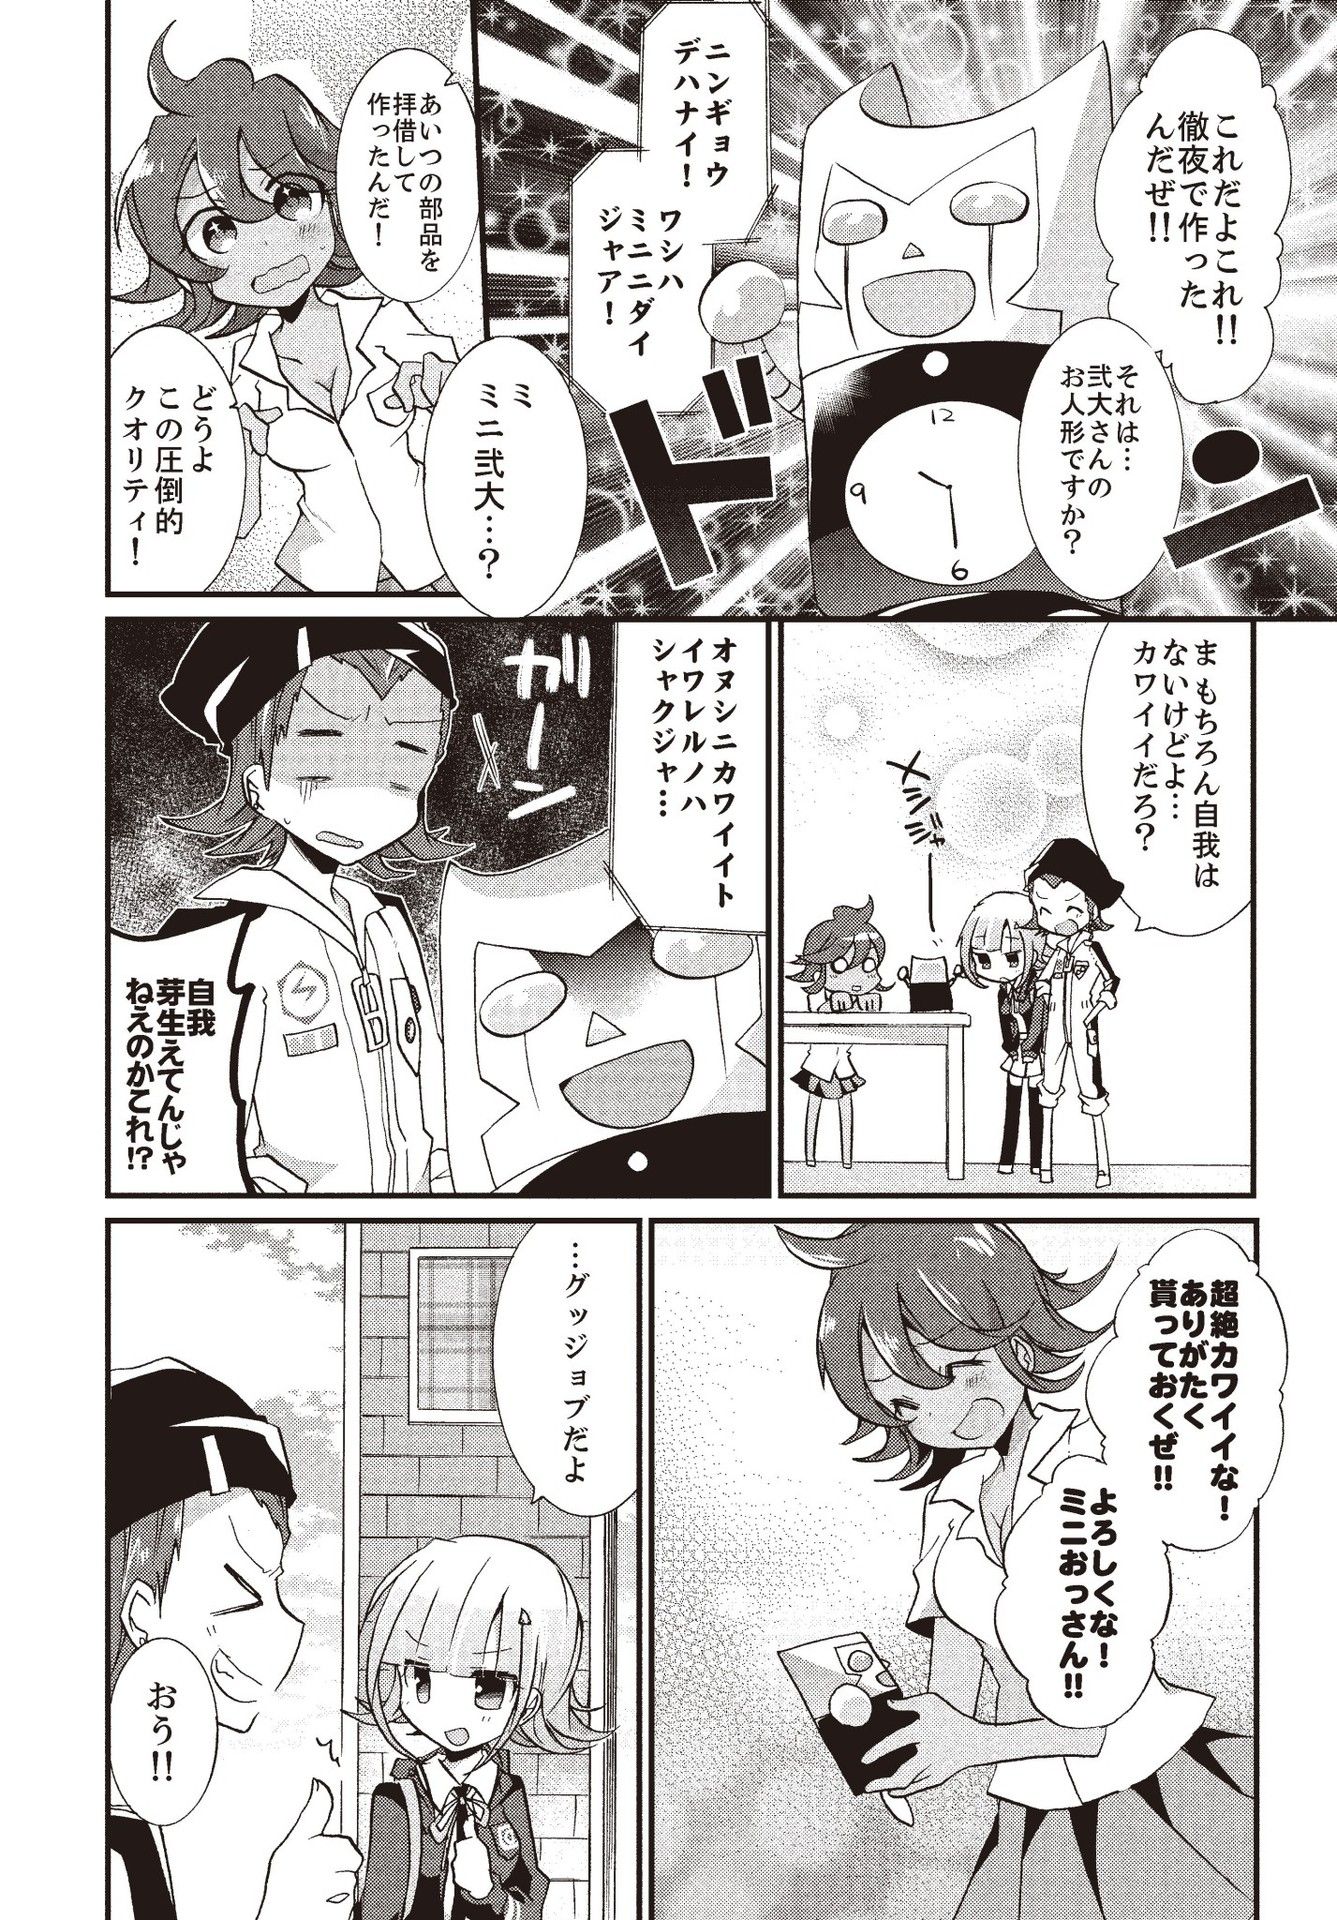 これだよこれ!!
徹夜で作った
んだぜ!!
それは…
弐大さんの
お人形ですか?
ドン
12
9
6
ニンギョウ
デハナイ!
ワシハ
ミニニダイ
ジャア!
ミ
ミニ弐大…?
あいつの部品を
拝借して
作ったんだ!
どうよ
この圧倒的
クオリティ!
まもちろん自我は
ないけどよ…
カワイイだろ?
オヌシニカワイイト
イワレルノハ
シャクジャ…
ガーン
自我
芽生えてんじゃ
ねえのかこれ!?
超絶カワイイな!
ありがたく
貰っておくぜ!!
よろしくな!
ミニおっさん!!
…グッジョブだよ
おう!!